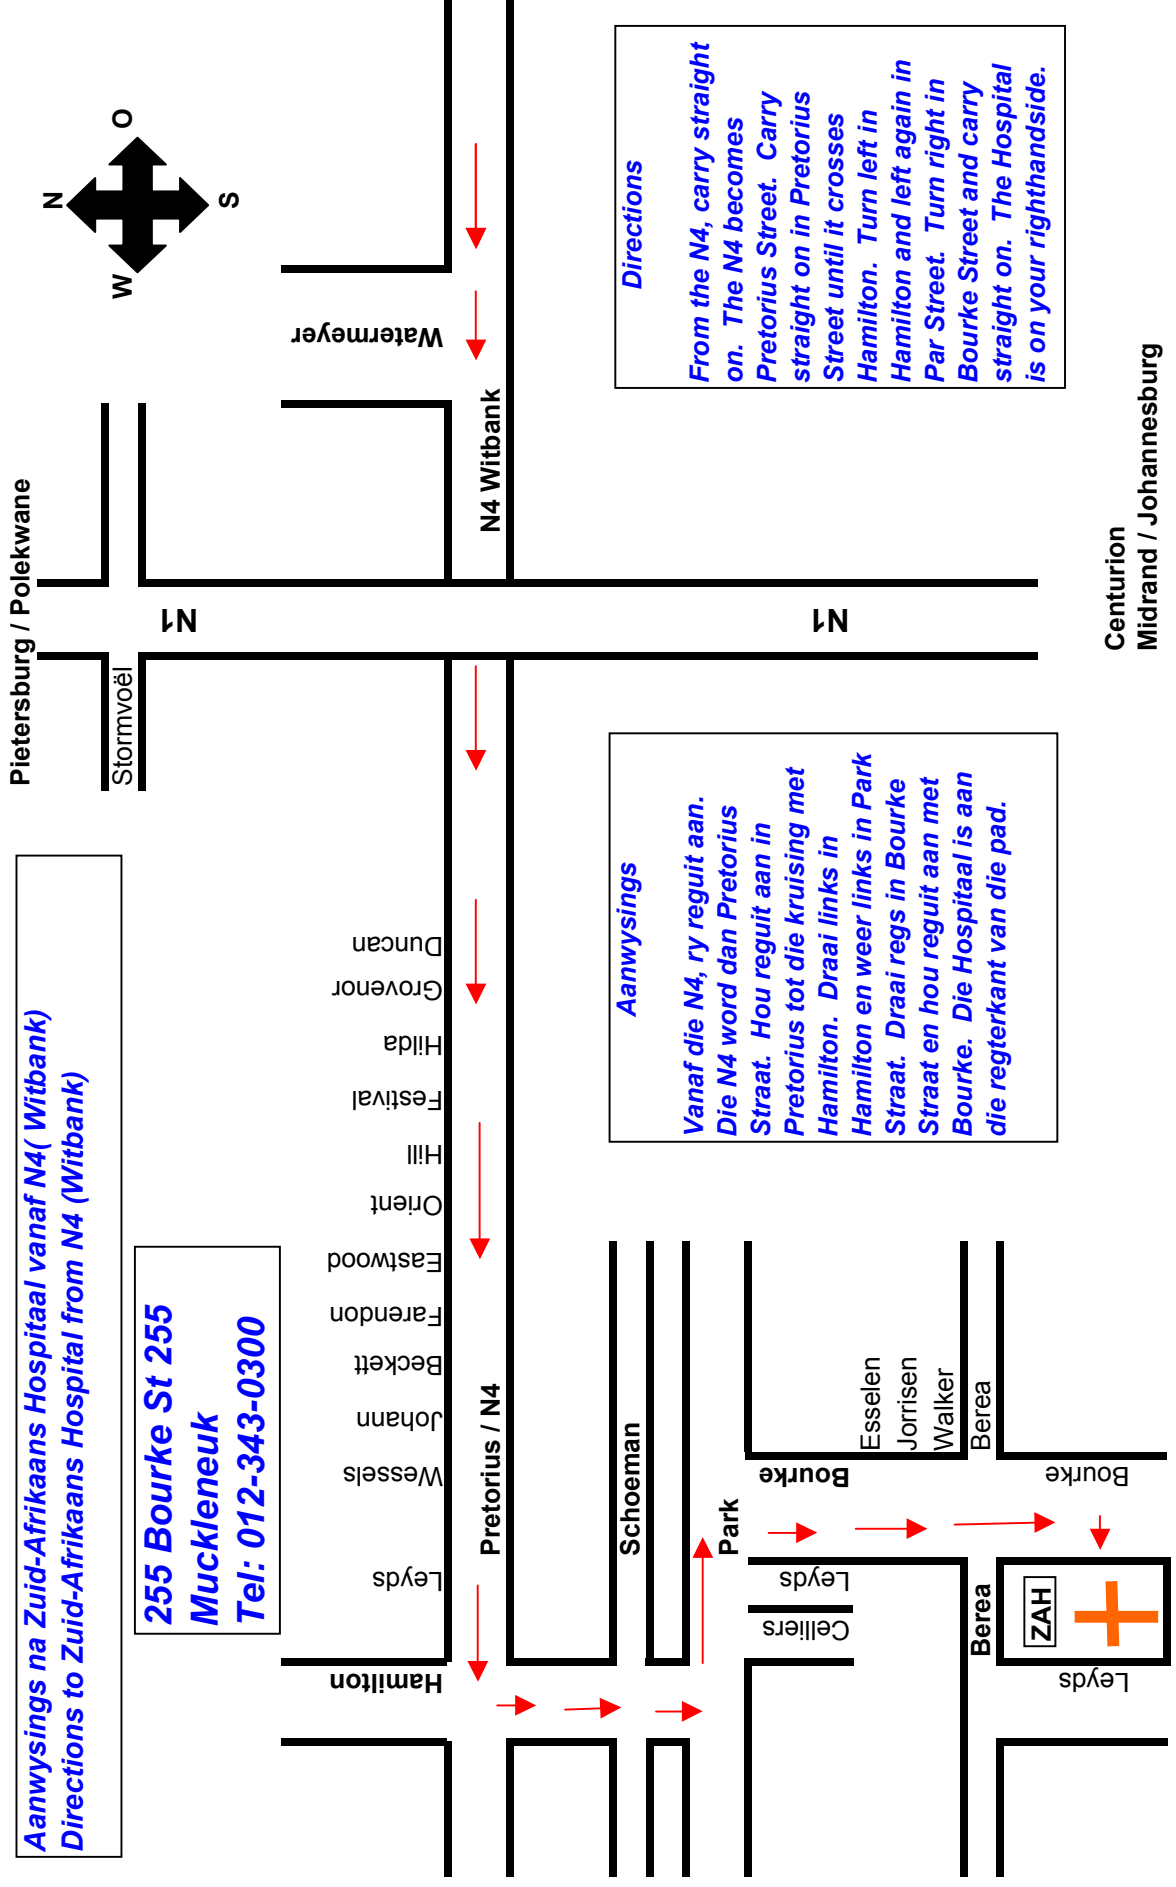 Aanwysings na Zuid-Afrikaans Hospitaal vanaf N4( Witbank)
Directions to Zuid-Afrikaans Hospital from N4 (Witbank)
255 Bourke St 255
Muckleneuk
Tel: 012-343-0300
Pietersburg / Polekwane
Stormvoël
N1
N
W
O
S
Watermeyer
N4 Witbank
Hamilton
Leyds
Wessels
Johann
Beckett
Farendon
Eastwood
Orient
Hill
Festival
Hilda
Grovenor
Duncan
Pretorius / N4
Schoeman
Park
Celliers
Leyds
Bourke
Esselen
Jorrisen
Walker
Berea
Berea
Leyds
ZAH
Bourke
Aanwysings
Vanaf die N4, ry reguit aan.
Die N4 word dan Pretorius
Straat.  Hou reguit aan in
Pretorius tot die kruising met
Hamilton.  Draai links in
Hamilton en weer links in Park
Straat.  Draai regs in Bourke
Straat en hou reguit aan met
Bourke.  Die Hospitaal is aan
die regterkant van die pad.
N1
Directions
From the N4, carry straight
on.  The N4 becomes
Pretorius Street.  Carry
straight on in Pretorius
Street until it crosses
Hamilton.  Turn left in
Hamilton and left again in
Par Street.  Turn right in
Bourke Street and carry
straight on.  The Hospital
is on your righthandside.
Centurion
Midrand / Johannesburg